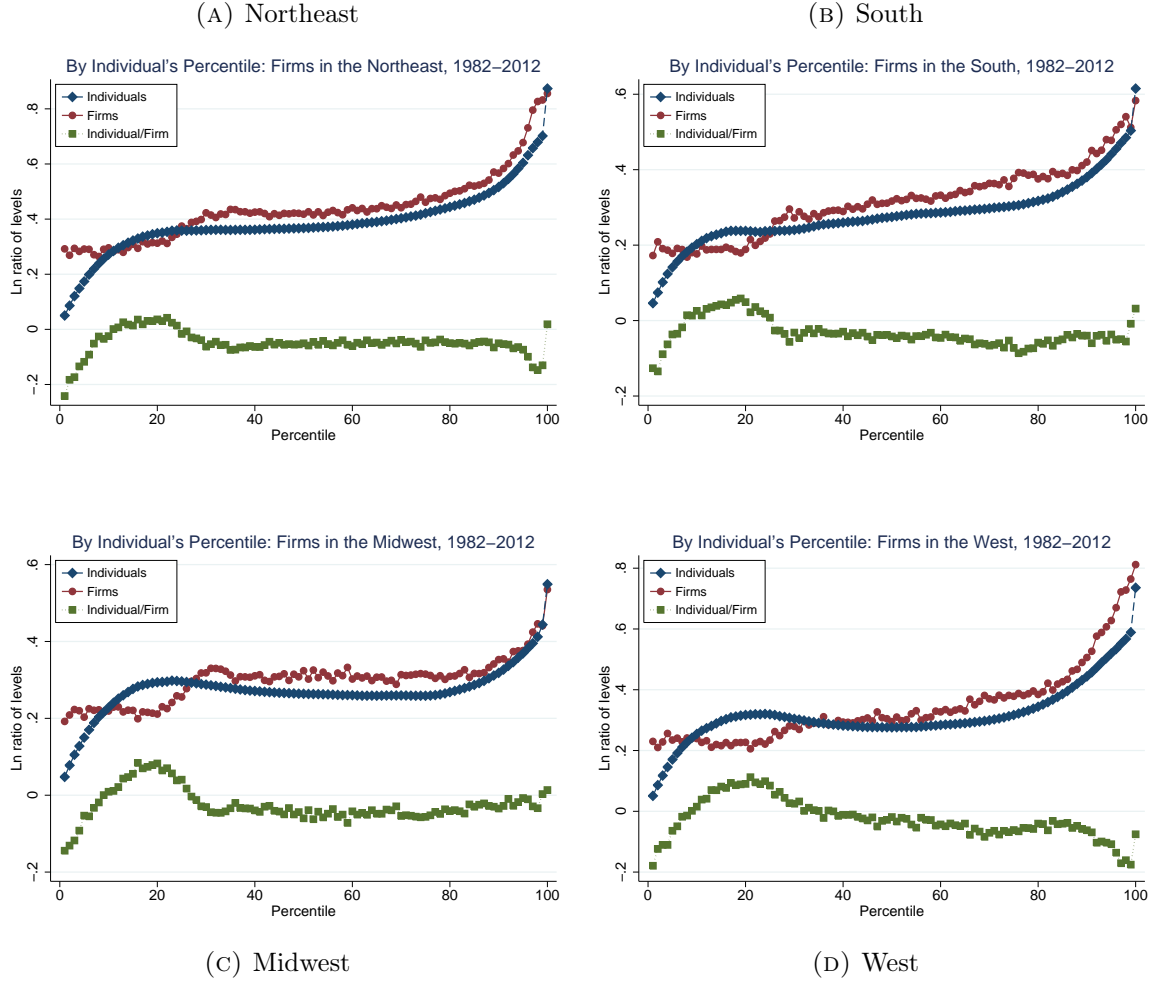 (A) Northeast
(B) South
By Individual's Percentile: Firms in the Northeast, 1982−2012
Individuals
Firms
Individual/Firm
Ln ratio of levels
.8
.6
.4
.2
0
−.2
0 20 40 60 80 100
Percentile
By Individual's Percentile: Firms in the South, 1982−2012
Individuals
Firms
Individual/Firm
Ln ratio of levels
.6
.4
.2
0
−.2
0 20 40 60 80 100
Percentile
By Individual's Percentile: Firms in the Midwest, 1982−2012
Individuals
Firms
Individual/Firm
Ln ratio of levels
.6
.4
.2
0
−.2
0 20 40 60 80 100
Percentile
By Individual's Percentile: Firms in the West, 1982−2012
Individuals
Firms
Individual/Firm
Ln ratio of levels
.8
.6
.4
.2
0
−.2
0 20 40 60 80 100
Percentile
(C) Midwest
(D) West